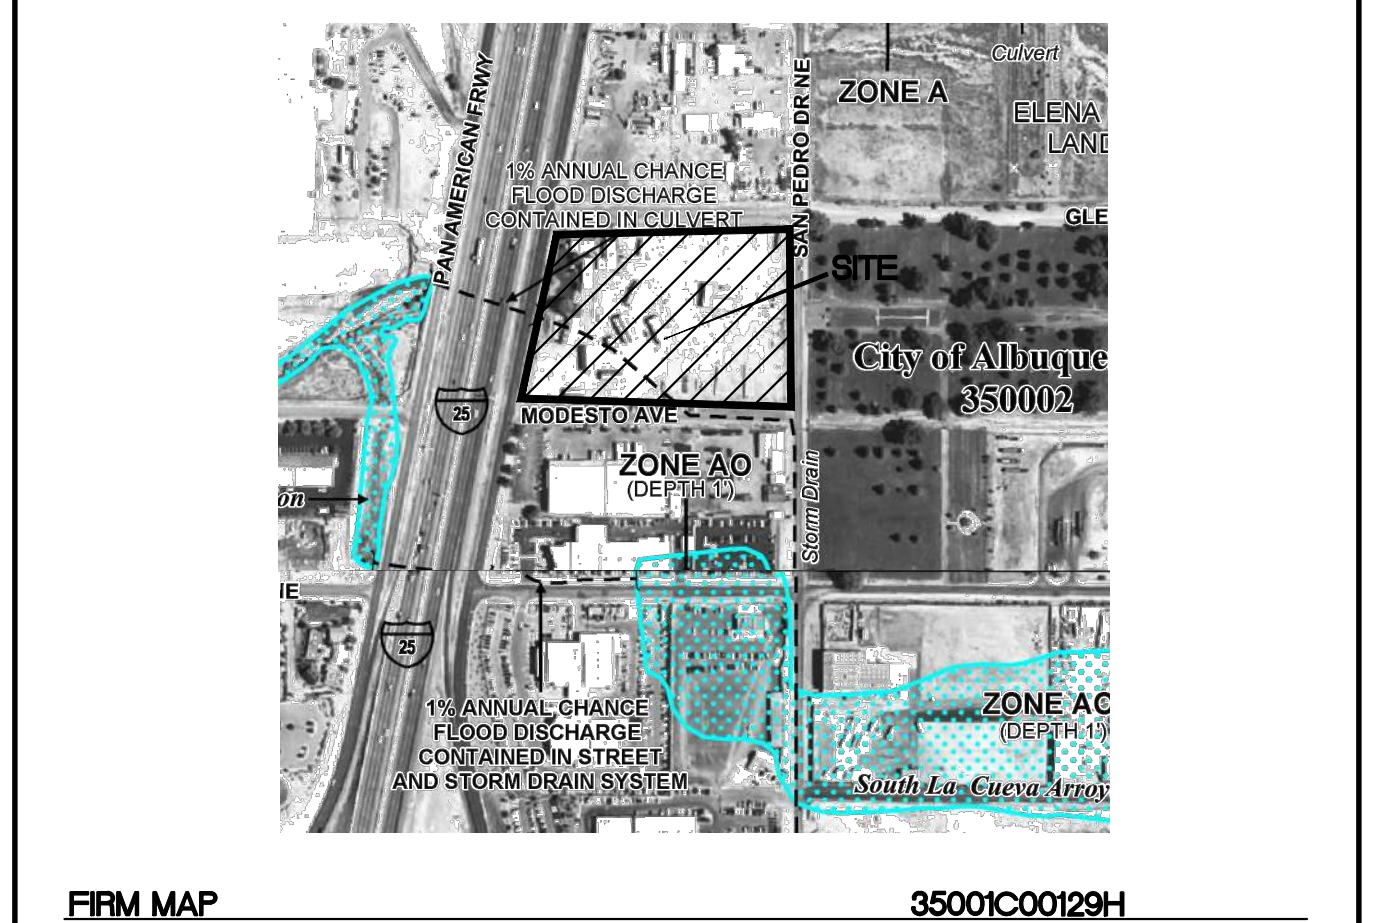 Culvert
ZONE A
ELENA
LAND
PAN AMERICAN FRWY
SAN PEDRO DR NE
1% ANNUAL CHANCE
FLOOD DISCHARGE
CONTAINED IN CULVERT
GLE
SITE
City of Albuque
350002
25
MODESTO AVE
ZONE AO
(DEPTH 1')
Storm Drain
on
NE
25
1% ANNUAL CHANCE
FLOOD DISCHARGE
CONTAINED IN STREET
AND STORM DRAIN SYSTEM
ZONE AO
(DEPTH 1')
South La Cueva Arroy
FIRM MAP
35001C00129H